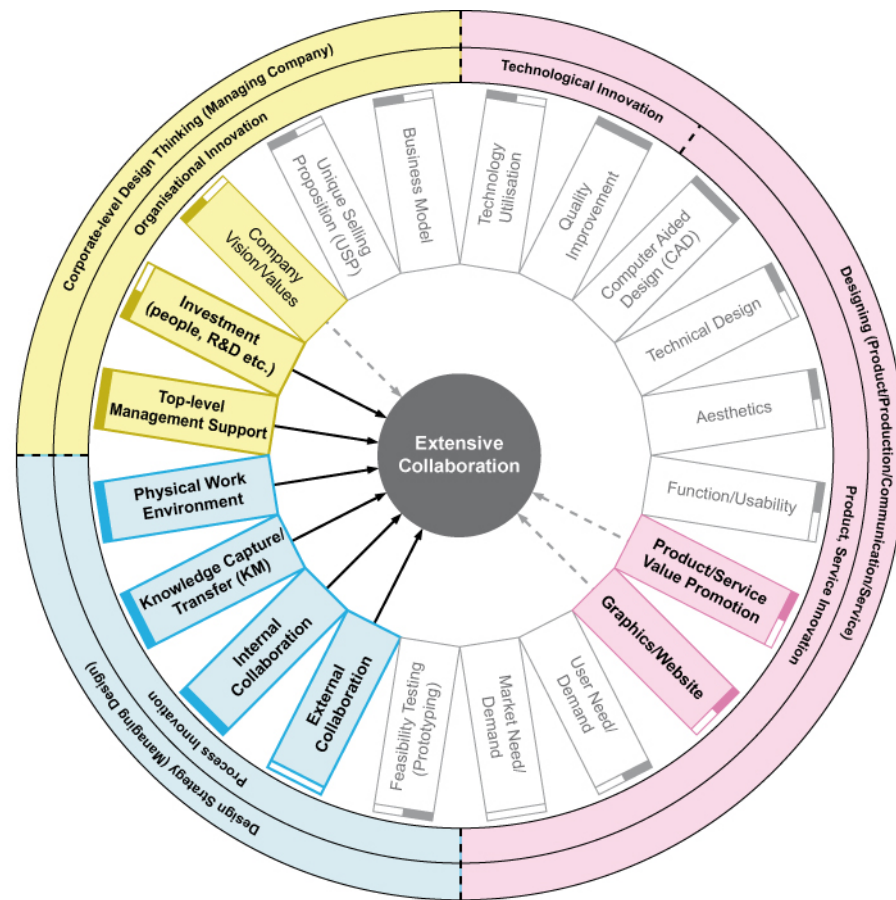 Corporate-level Design Thinking (Managing Company)
Organisational Innovation
Technological Innovation
Designing (Product/Production/Communication/Service)
Product, Service Innovation
Design Strategy (Managing Design)
Process Innovation
Company
Vision/Values
Unique Selling
Proposition (USP)
Business Model
Technology
Utilisation
Quality
Improvement
Computer Aided
Design (CAD)
Technical Design
Aesthetics
Function/Usability
Product/Service
Value Promotion
Graphics/Website
User Need/
Demand
Market Need/
Demand
Feasibility Testing
(Prototyping)
External
Collaboration
Internal
Collaboration
Knowledge Capture/
Transfer (KM)
Physical Work
Environment
Top-level
Management Support
Investment
(people, R&D etc.)
Extensive
Collaboration